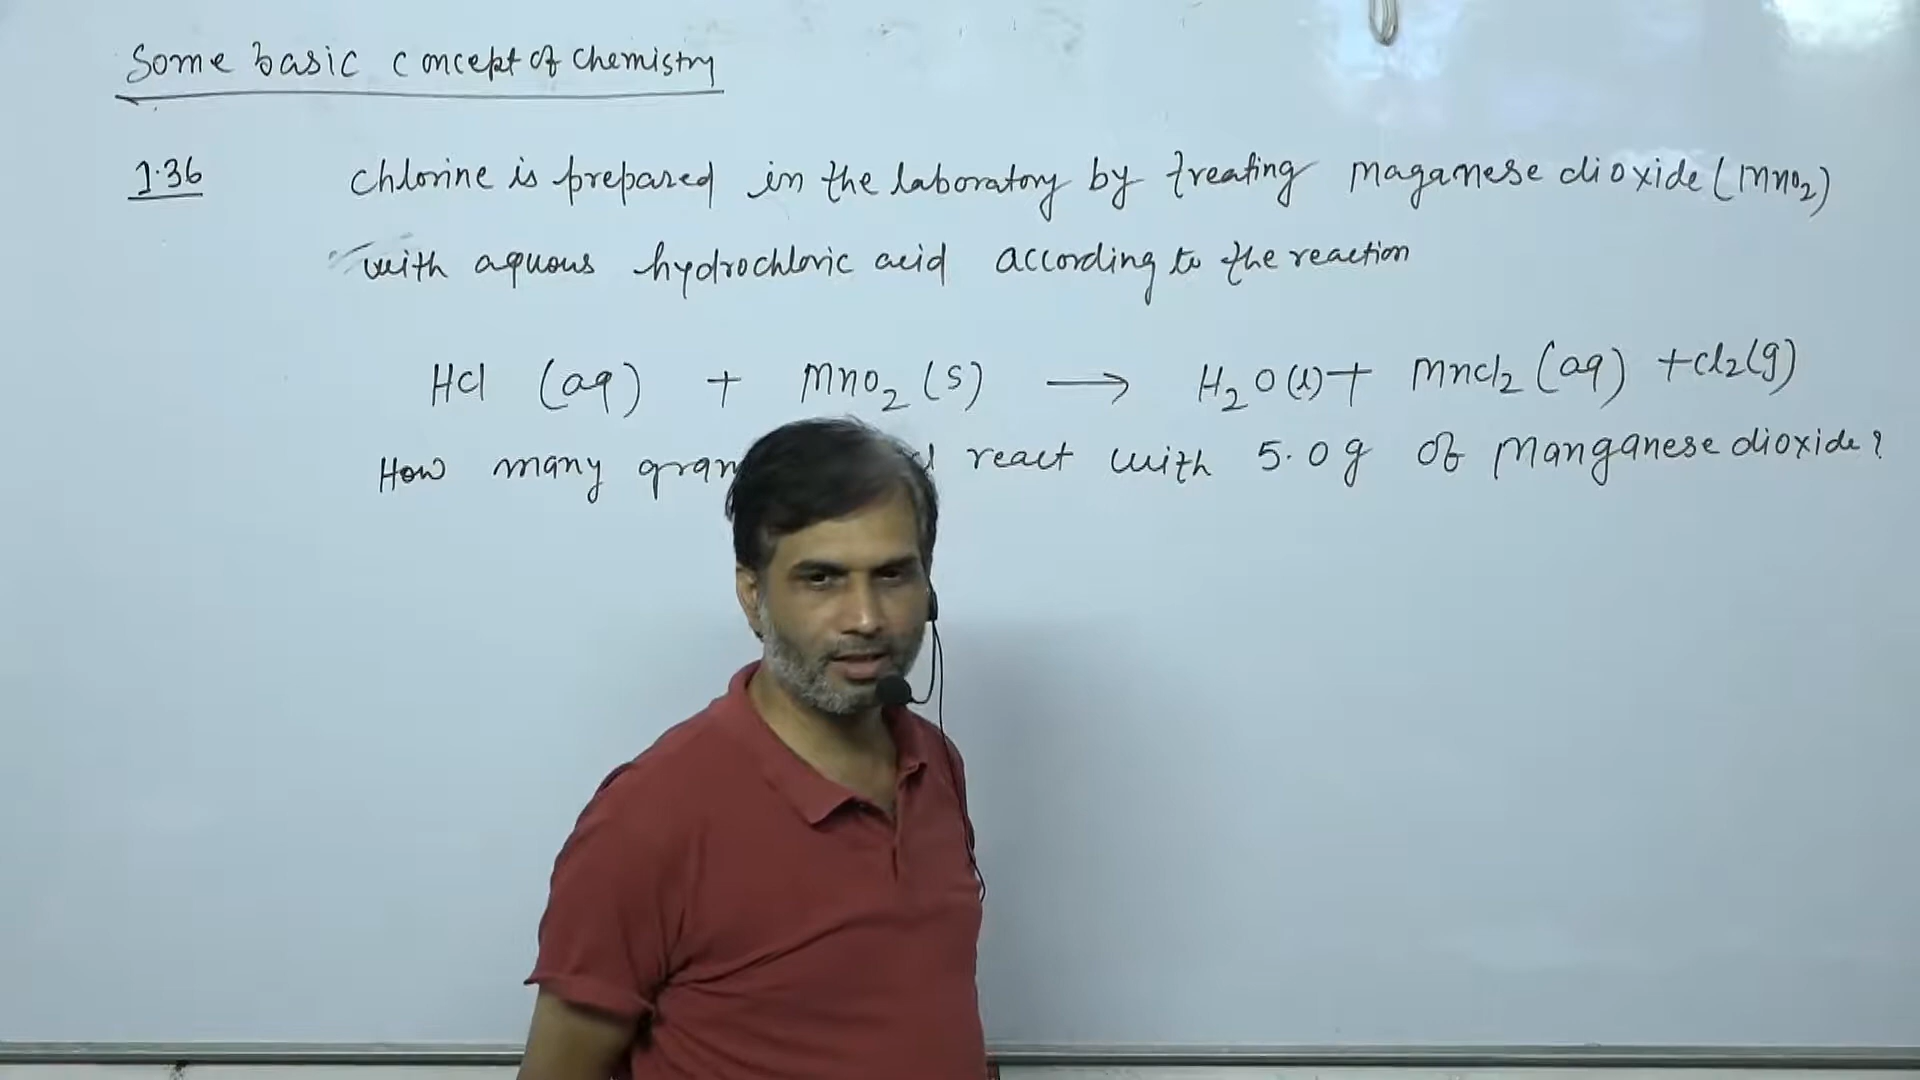 Some basic concept of chemistry
1.36 chlorine is prepared in the laboratory by treating maganese dioxide (MnO₂)
with aquous hydrochloric acid according to the reaction
HCl (aq) + MnO₂ (s) → H₂O (l) + MnCl₂ (aq) + Cl₂ (g)
How many react with 5.0 g of Manganese dioxide?